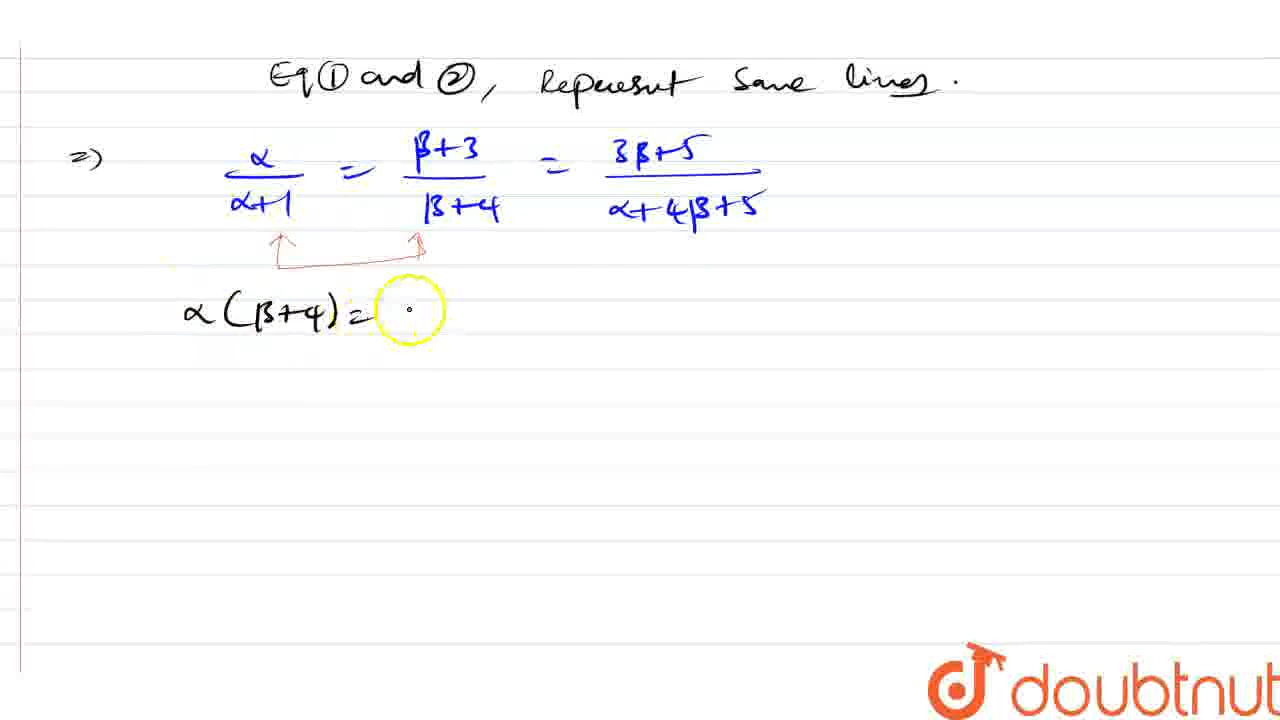 Eq ① and ②, Represent Same lines.
=> α/α+1 = β+3/β+4 = 3β+5/α+4β+5
α(β+4) =
doubtnut